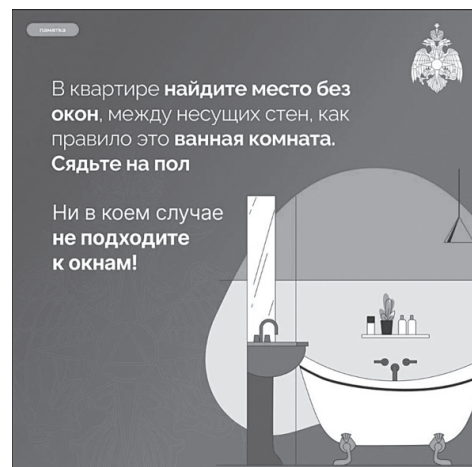 памятка
В квартире найдите место без
окон, между несущих стен, как
правило это ванная комната.
Сядьте на пол
Ни в коем случае
не подходите
к окнам!